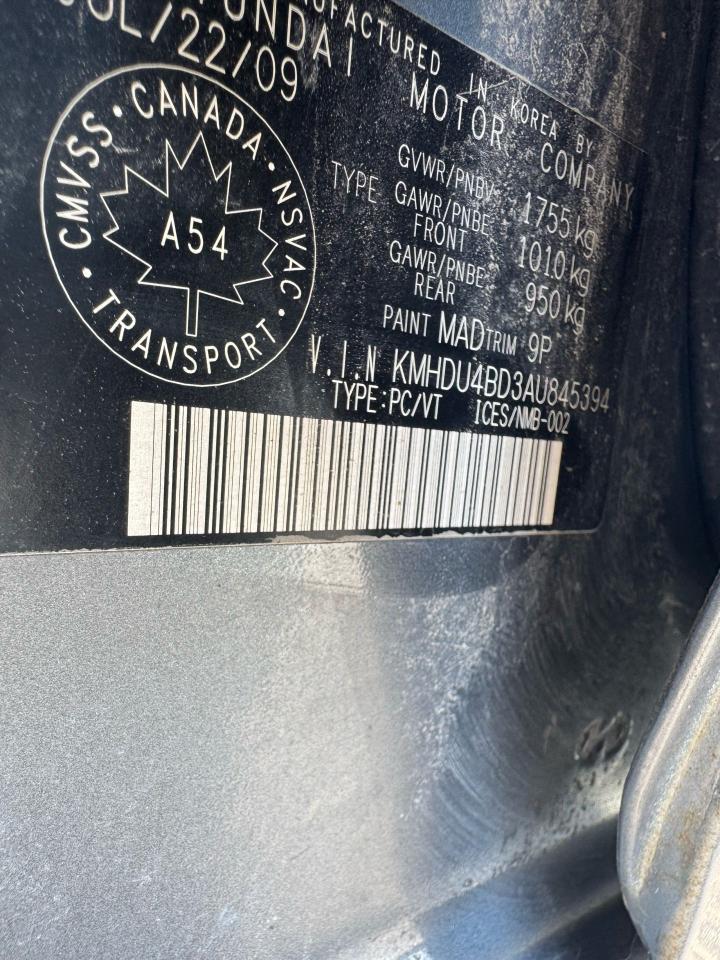 MANUFACTURED IN KOREA BY
HYUNDAI MOTOR COMPANY
JUL/22/09
CMVSS · CANADA · NSVAC · TRANSPORT ·
A54
TYPE
GVWR/PNBV : 1755 kg
GAWR/PNBE FRONT : 1010 kg
GAWR/PNBE REAR : 950 kg
PAINT MAD TRIM 9P
V.I.N KMHDU4BD3AU845394
TYPE:PC/VT ICES/NMB-002